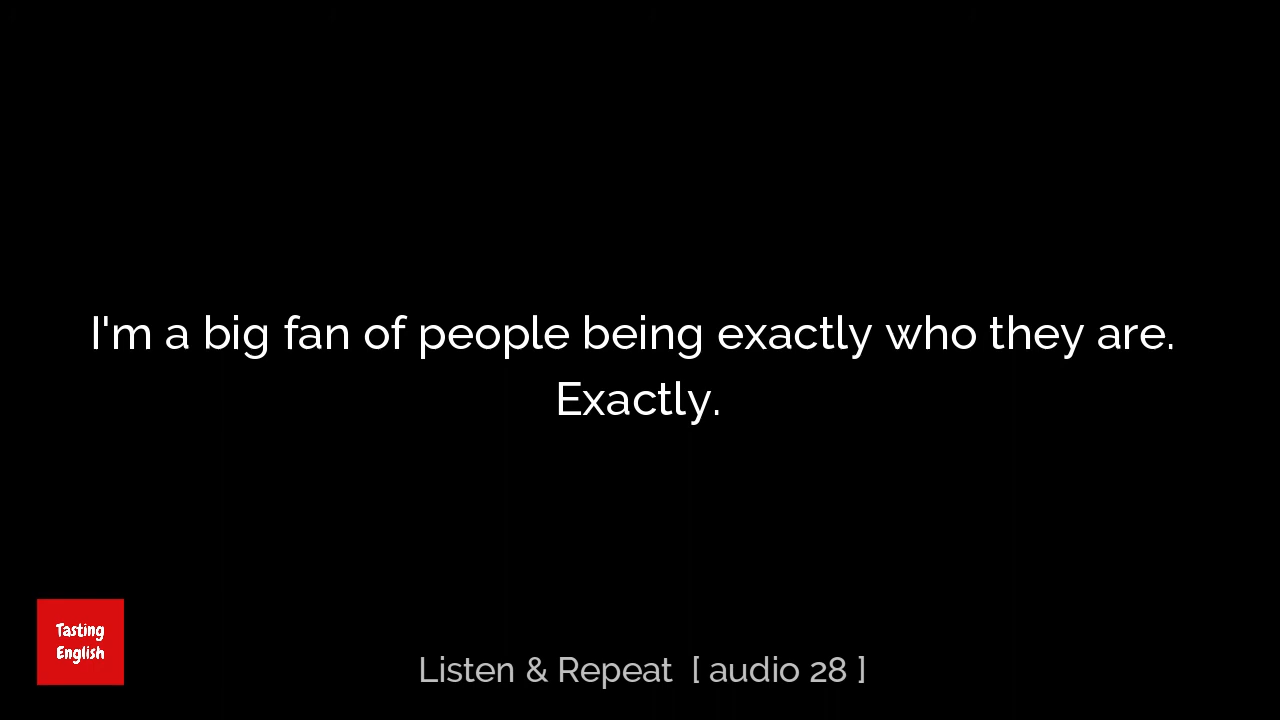 I'm a big fan of people being exactly who they are.
Exactly.
Tasting
English
Listen & Repeat [ audio 28 ]